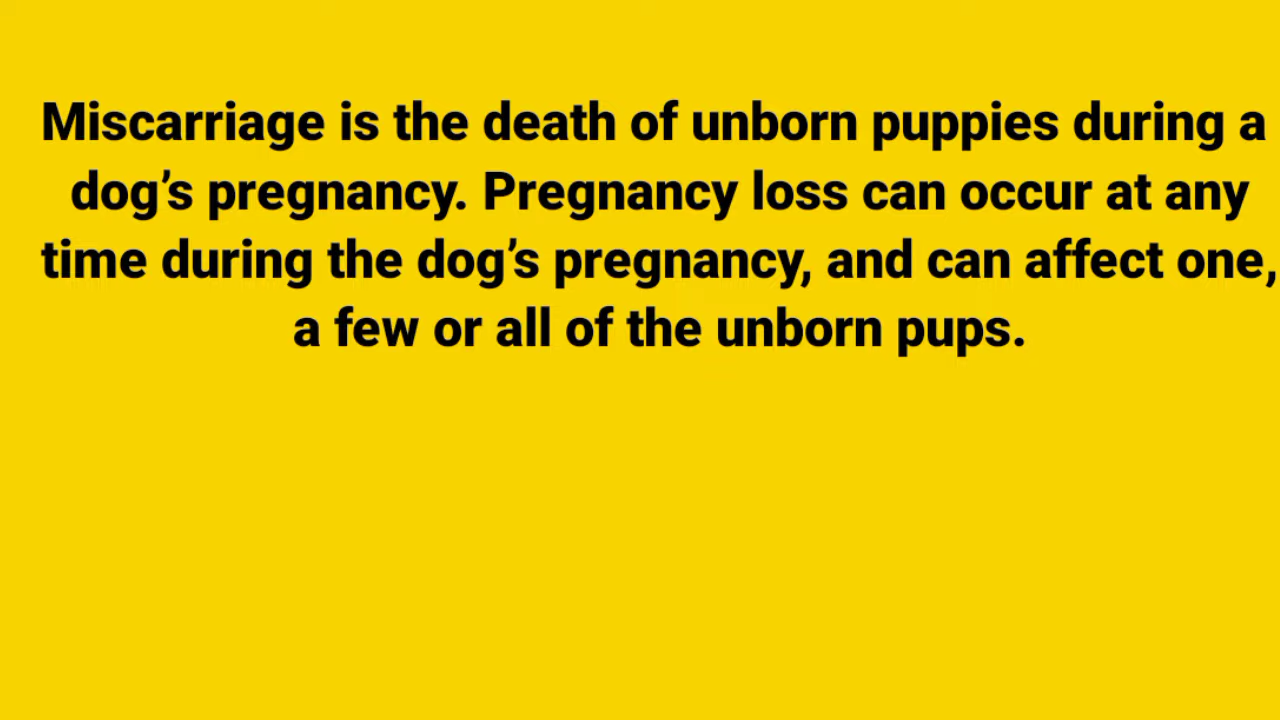 Miscarriage is the death of unborn puppies during a
dog’s pregnancy. Pregnancy loss can occur at any
time during the dog’s pregnancy, and can affect one,
a few or all of the unborn pups.